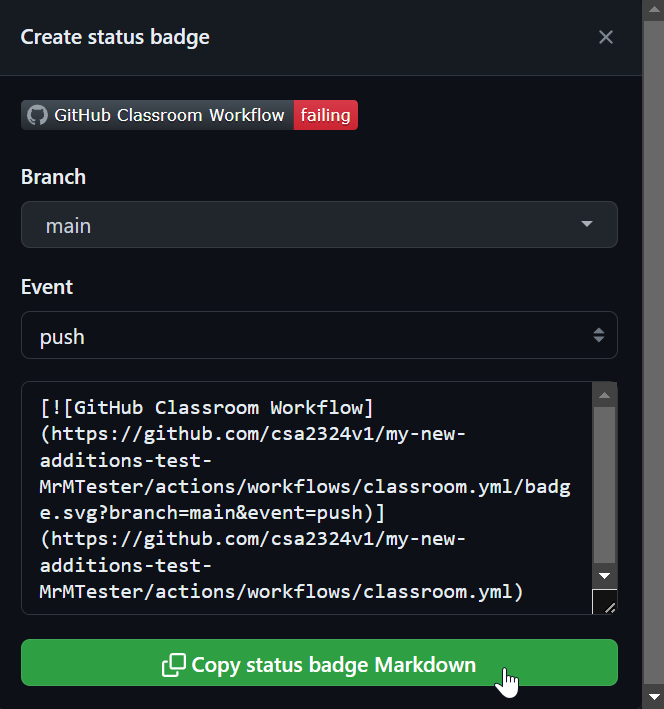 Create status badge
GitHub Classroom Workflow failing
Branch
main
Event
push
[![GitHub Classroom Workflow]
(https://github.com/csa2324v1/my-new-
additions-test-
MrMTester/actions/workflows/classroom.yml/badg
e.svg?branch=main&event=push)]
(https://github.com/csa2324v1/my-new-
additions-test-
MrMTester/actions/workflows/classroom.yml)
Copy status badge Markdown